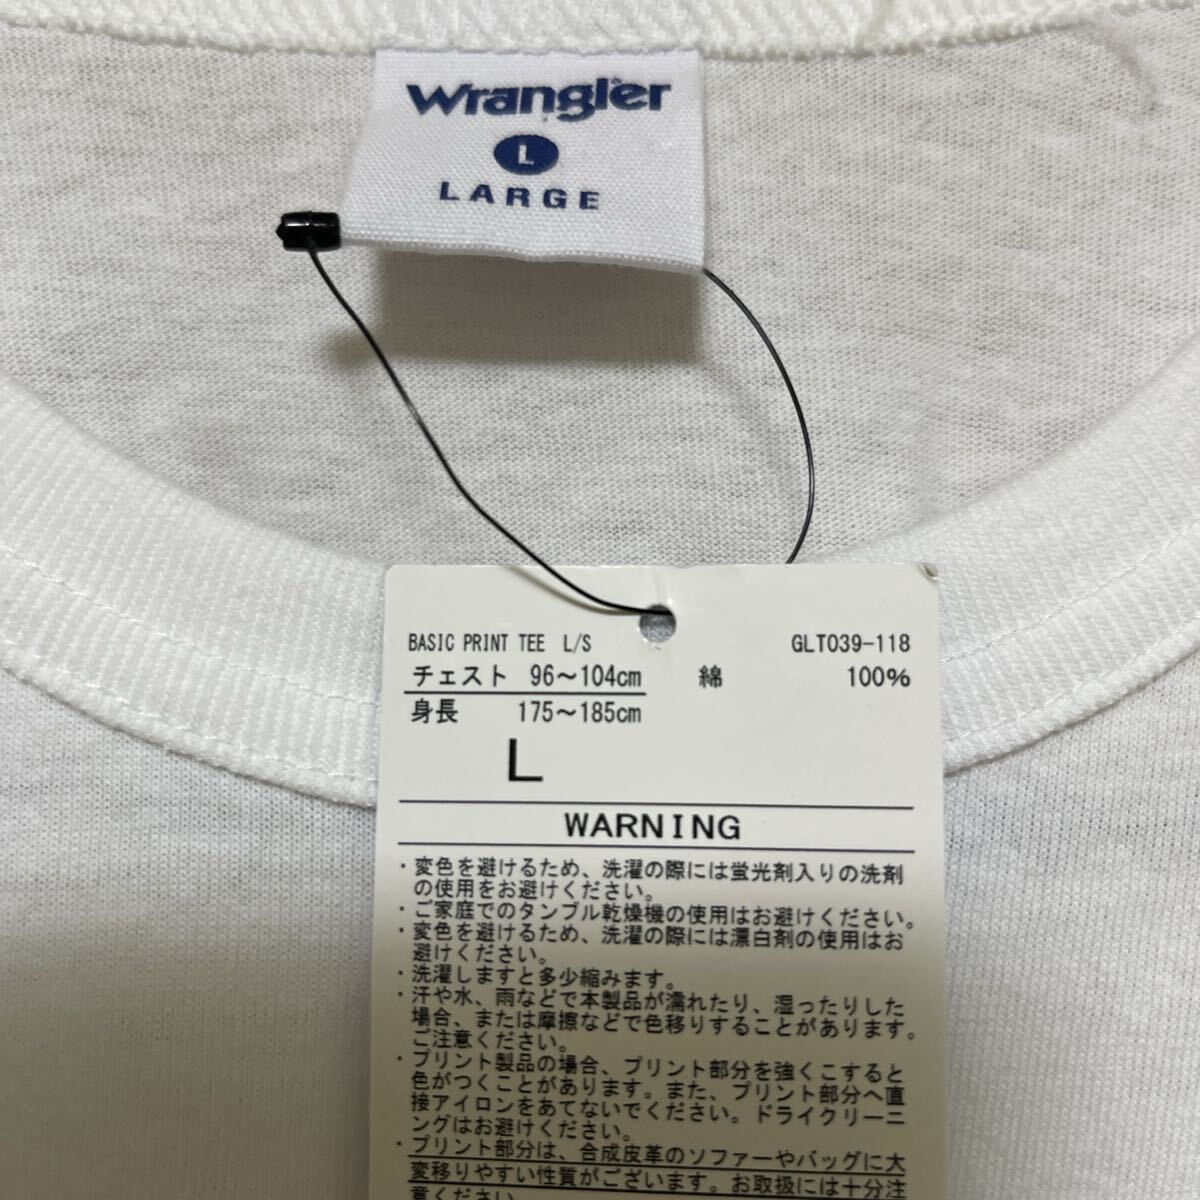 Wrangler
L
LARGE
BASIC PRINT TEE L/S GLT039-118
チェスト 96～104cm 綿 100%
身長 175～185cm
L
WARNING
・変色を避けるため、洗濯の際には蛍光剤入りの洗剤
の使用をお避けください。
・ご家庭でのタンブル乾燥機の使用はお避けください。
・変色を避けるため、洗濯の際には漂白剤の使用はお
避けください。
・洗濯しますと多少縮みます。
・汗や水、雨などで本製品が濡れたり、湿ったりした
場合、または摩擦などで色移りすることがあります。
ご注意ください。
・プリント製品の場合、プリント部分を強くこすると
色がつくことがあります。また、プリント部分へ直
接アイロンをあてないでください。ドライクリーニ
ングはお避けください。
・プリント部分は、合成皮革のソファーやバッグに大
変移りやすい性質がございます。お取扱には十分注
意ください